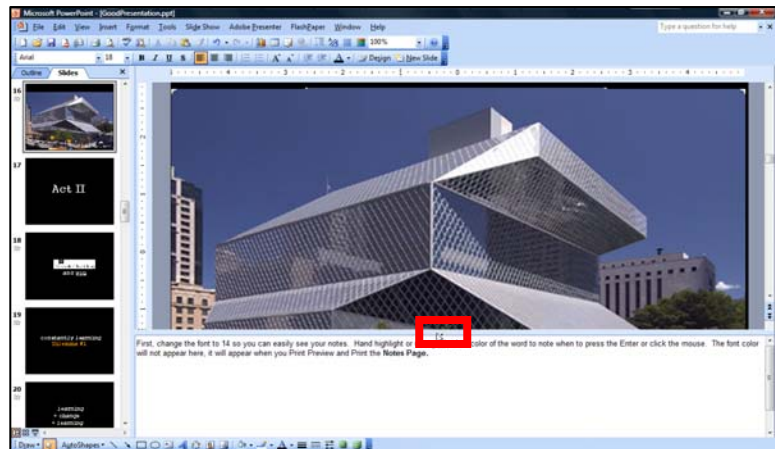 Microsoft PowerPoint - [GoodPresentation.ppt]
File Edit View Insert Format Tools Slide Show Adobe Presenter FlashPaper Window Help
Type a question for help
100%
Arial
18
B I U S
Design New Slide
Outline Slides
16
17
Act II
18
19
constantly learning
20
learning
+ change
+ learning
First, change the font to 14 so you can easily see your notes. Hand highlight or color of the word to note when to press the Enter or click the mouse. The font color
will not appear here, it will appear when you Print Preview and Print the Notes Page.
Draw AutoShapes